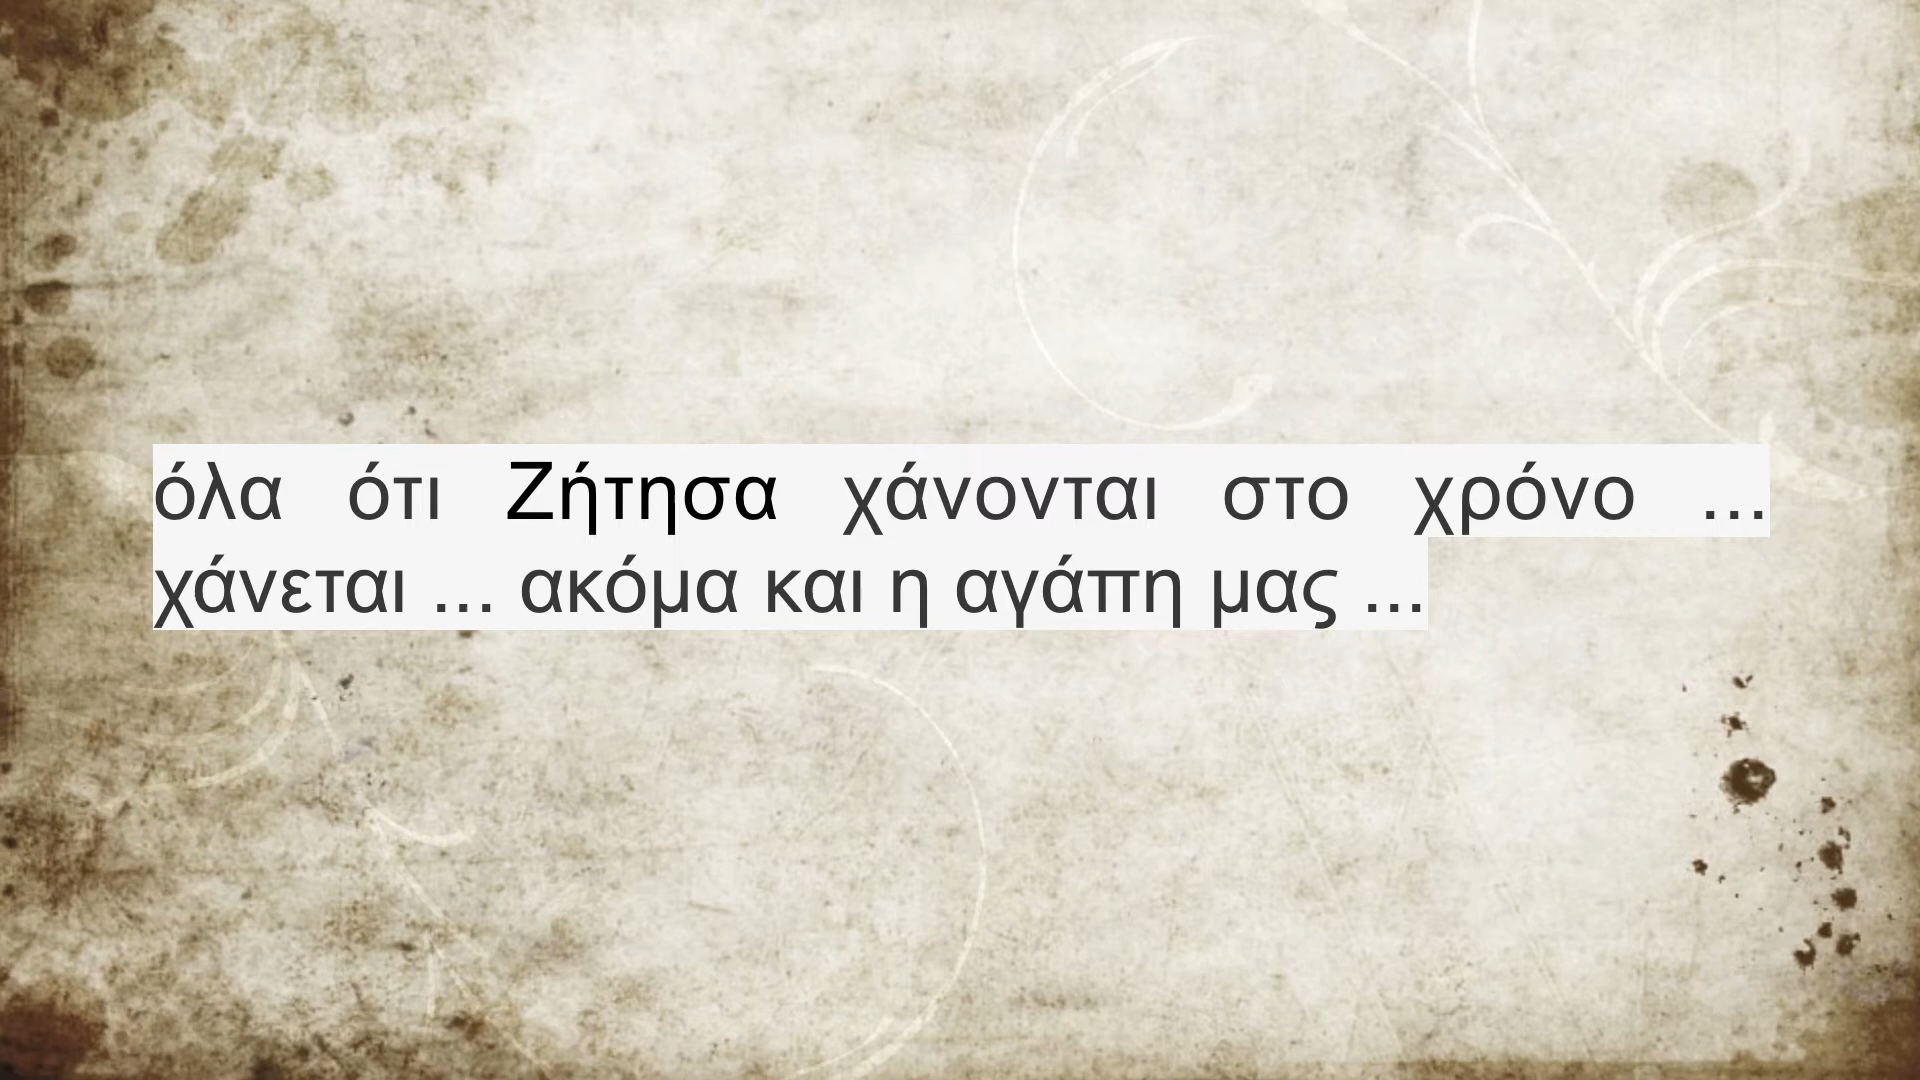 όλα ότι Ζήτησα χάνονται στο χρόνο ...
χάνεται ... ακόμα και η αγάπη μας ...